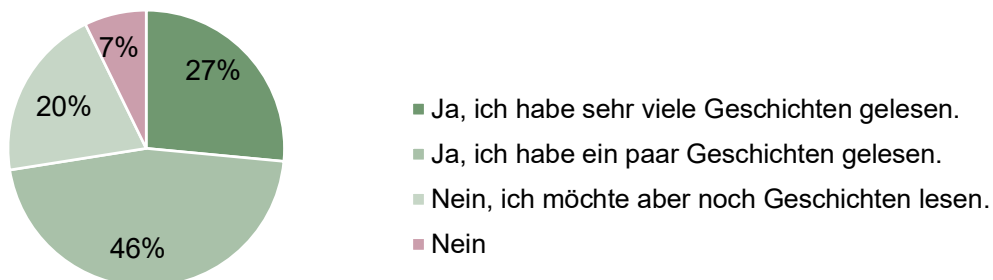 7%
27%
20%
46%
Ja, ich habe sehr viele Geschichten gelesen.
Ja, ich habe ein paar Geschichten gelesen.
Nein, ich möchte aber noch Geschichten lesen.
Nein